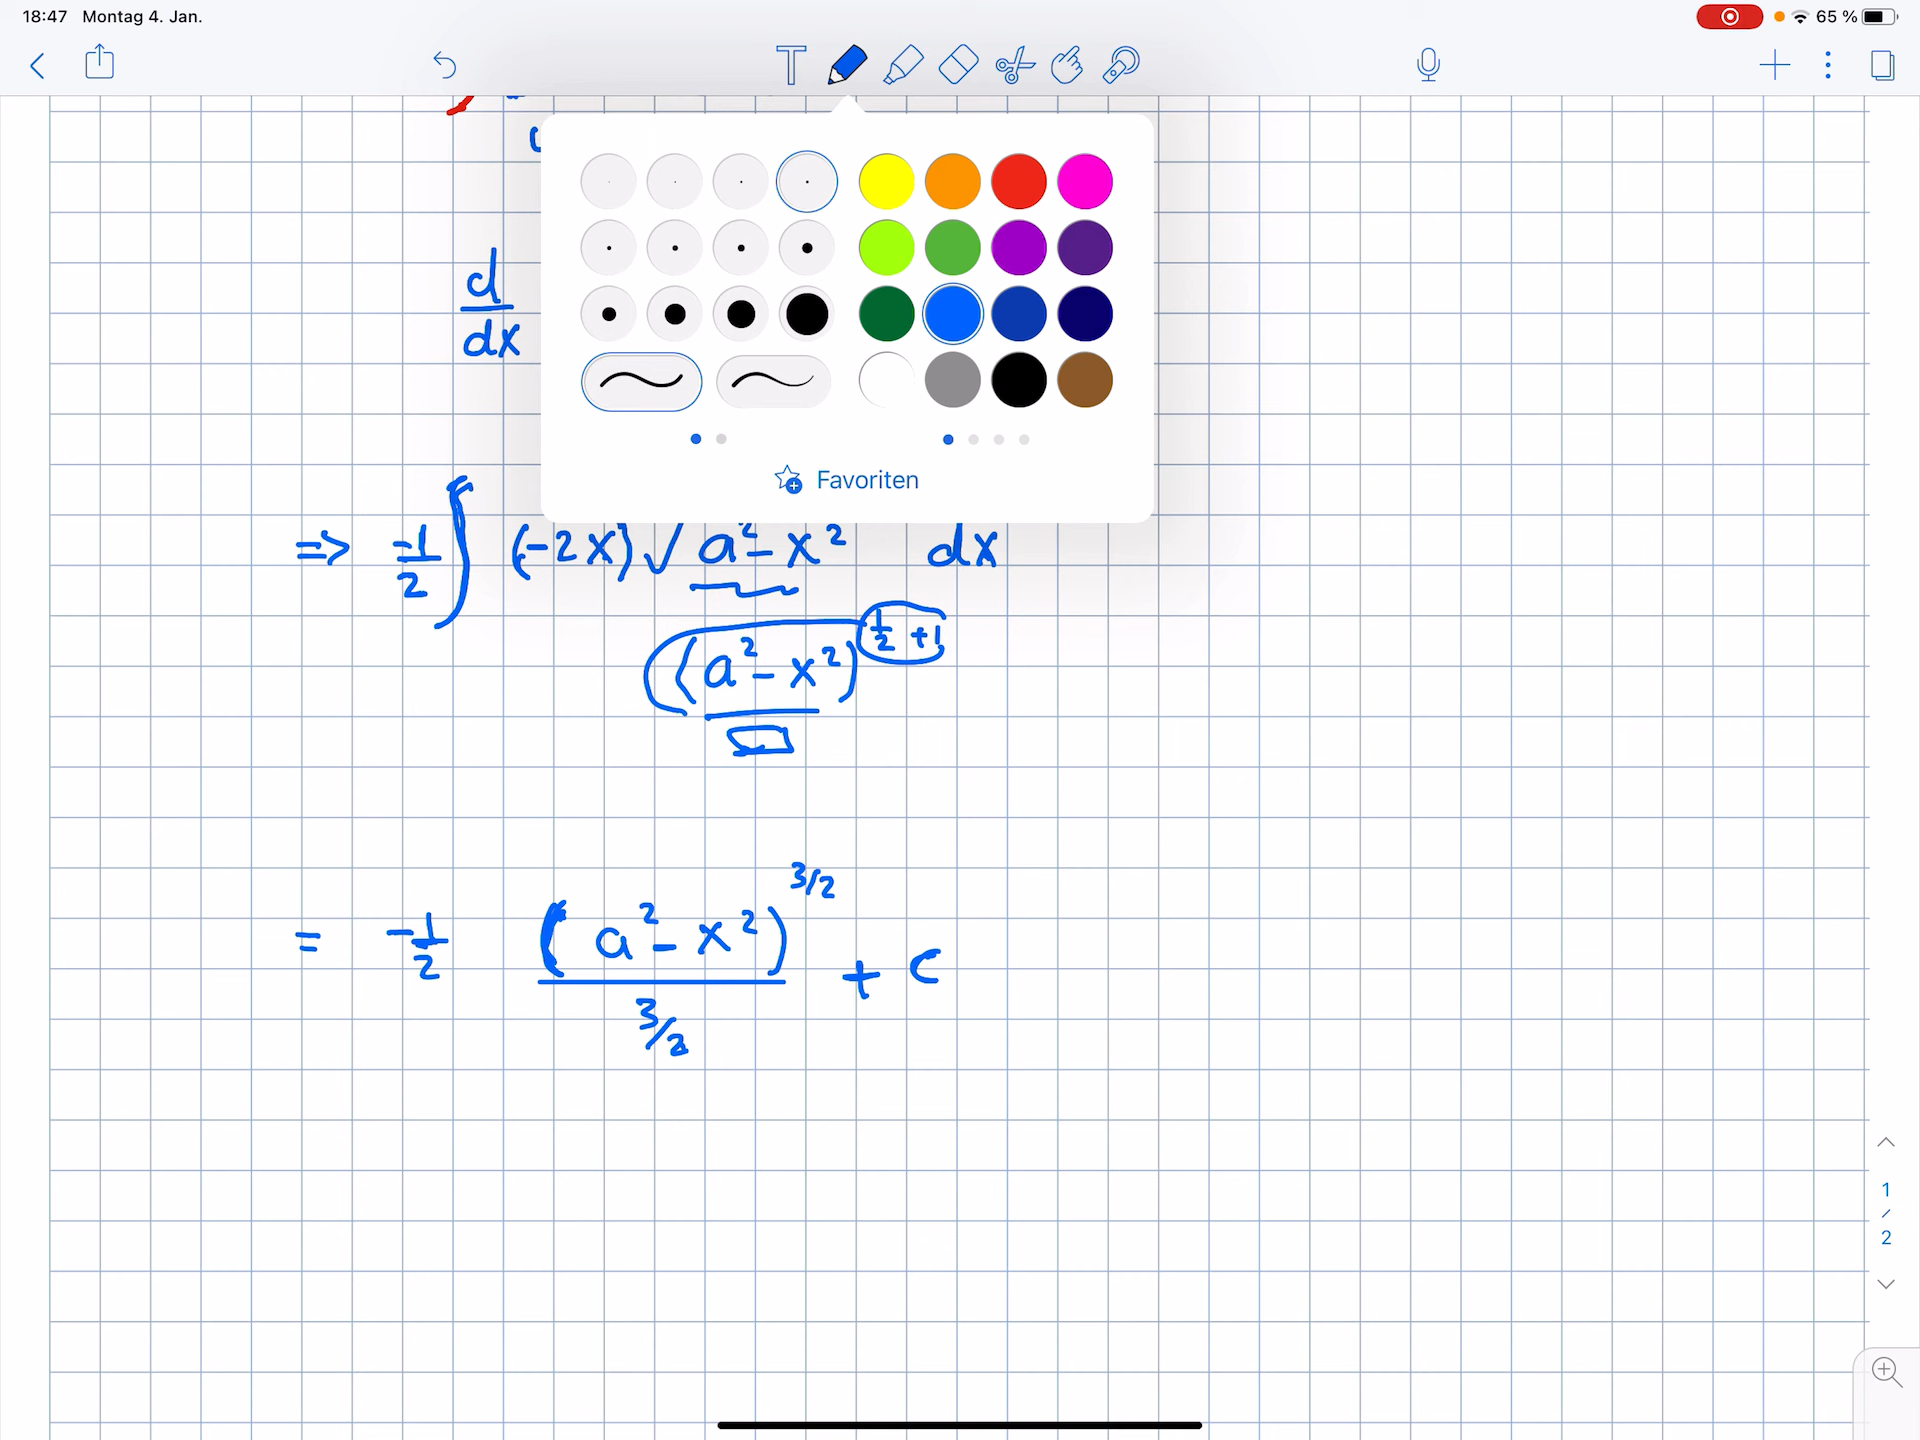 18:47 Montag 4. Jan. 65 %
T
d
dx
Favoriten
=> -1/2 ∫ (-2x) √ a² - x² dx
((a² - x²) 1/2 + 1
= -1/2 (a² - x²)^3/2 / 3/2 + c
1
/
2